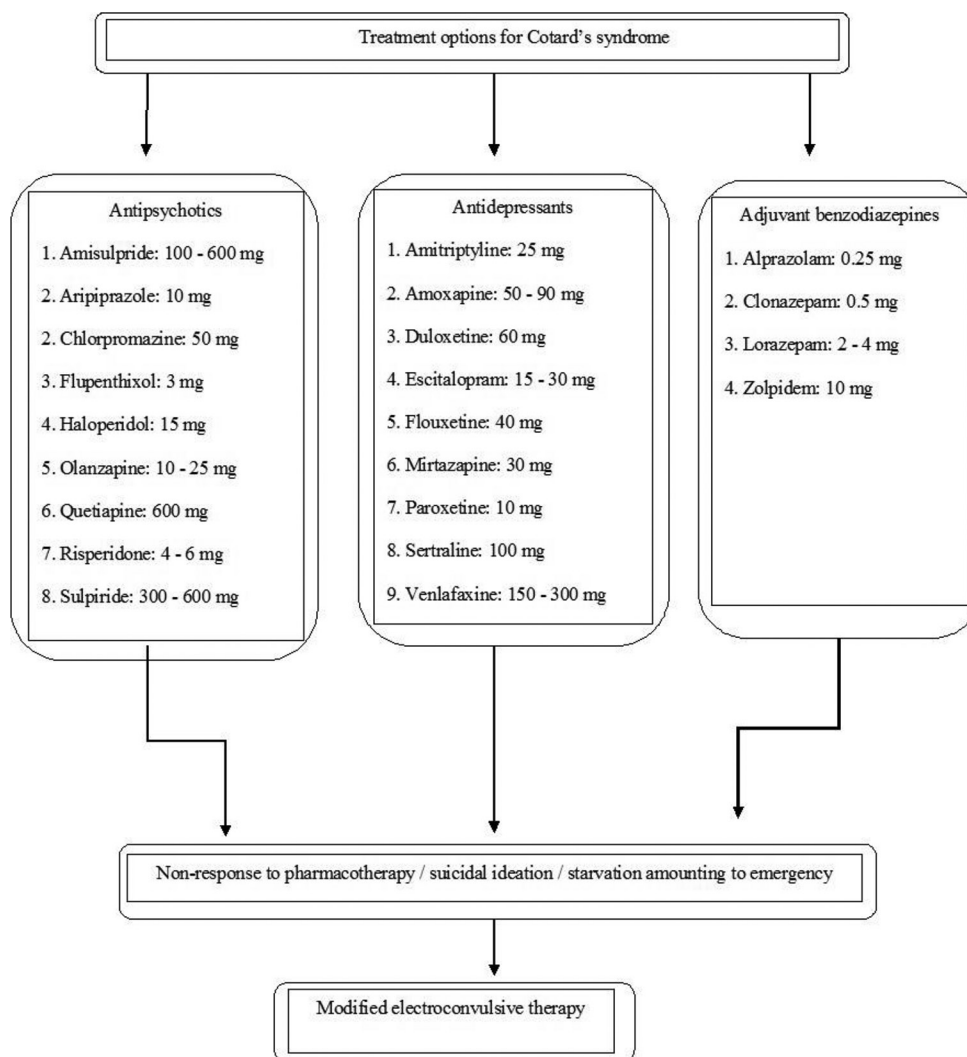 Treatment options for Cotard's syndrome
Antipsychotics
1. Amisulpride: 100 - 600 mg
2. Aripiprazole: 10 mg
2. Chlorpromazine: 50 mg
3. Flupenthixol: 3 mg
4. Haloperidol: 15 mg
5. Olanzapine: 10 - 25 mg
6. Quetiapine: 600 mg
7. Risperidone: 4 - 6 mg
8. Sulpiride: 300 - 600 mg
Antidepressants
1. Amitriptyline: 25 mg
2. Amoxapine: 50 - 90 mg
3. Duloxetine: 60 mg
4. Escitalopram: 15 - 30 mg
5. Flouxetine: 40 mg
6. Mirtazapine: 30 mg
7. Paroxetine: 10 mg
8. Sertraline: 100 mg
9. Venlafaxine: 150 - 300 mg
Adjuvant benzodiazepines
1. Alprazolam: 0.25 mg
2. Clonazepam: 0.5 mg
3. Lorazepam: 2 - 4 mg
4. Zolpidem: 10 mg
Non-response to pharmacotherapy / suicidal ideation / starvation amounting to emergency
Modified electroconvulsive therapy